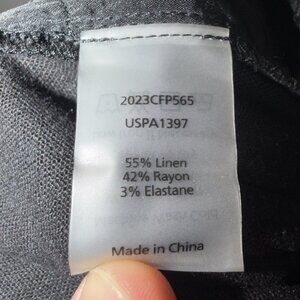 2023CFP565
USPA1397
55% Linen
42% Rayon
3% Elastane
Made in China